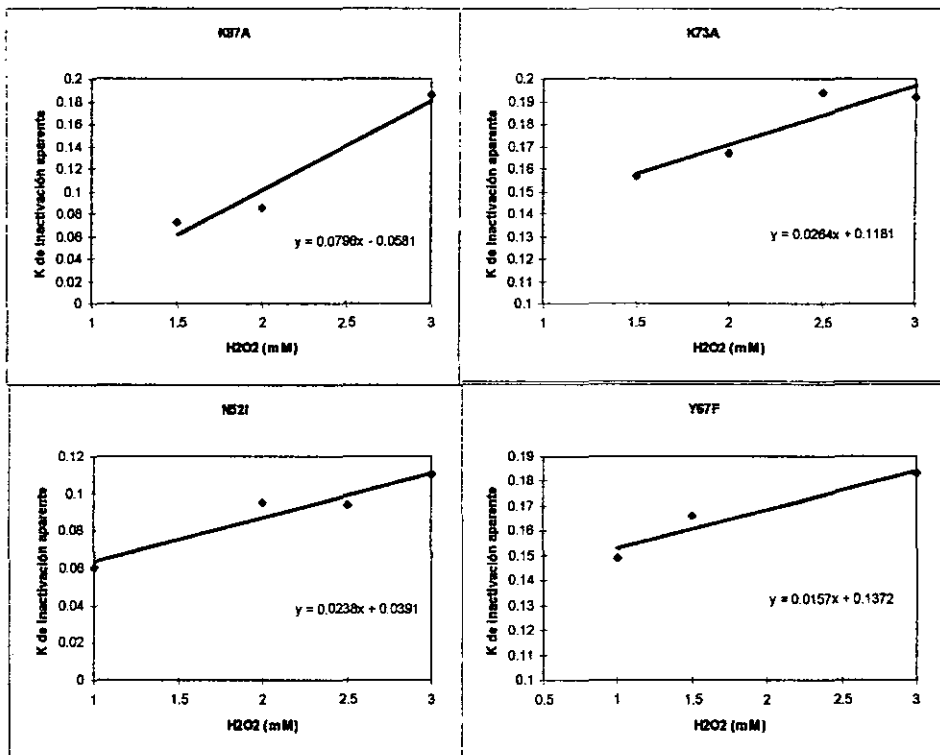 K87A
K de inactivación aparente
0.2
0.18
0.16
0.14
0.12
0.1
0.08
0.06
0.04
0.02
0
y = 0.0796x - 0.0581
1 1.5 2 2.5 3
H2O2 (mM)
K73A
K de inactivación aparente
0.2
0.19
0.18
0.17
0.16
0.15
0.14
0.13
0.12
0.11
0.1
y = 0.0264x + 0.1181
1 1.5 2 2.5 3
H2O2 (mM)
N52I
K de inactivación aparente
0.12
0.1
0.08
0.06
0.04
0.02
0
y = 0.0238x + 0.0391
1 1.5 2 2.5 3
H2O2 (mM)
Y67F
K de inactivación aparente
0.19
0.18
0.17
0.16
0.15
0.14
0.13
0.12
0.11
0.1
y = 0.0157x + 0.1372
0.5 1 1.5 2 2.5 3
H2O2 (mM)